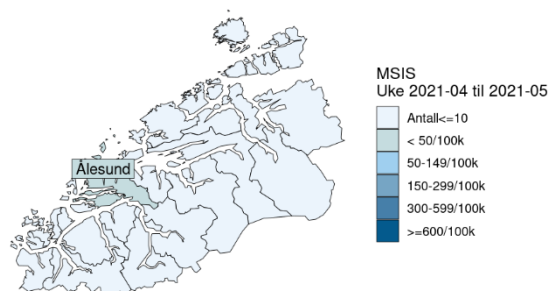 MSIS
Uke 2021-04 til 2021-05
Antall<=10
< 50/100k
50-149/100k
150-299/100k
300-599/100k
>=600/100k
Ålesund